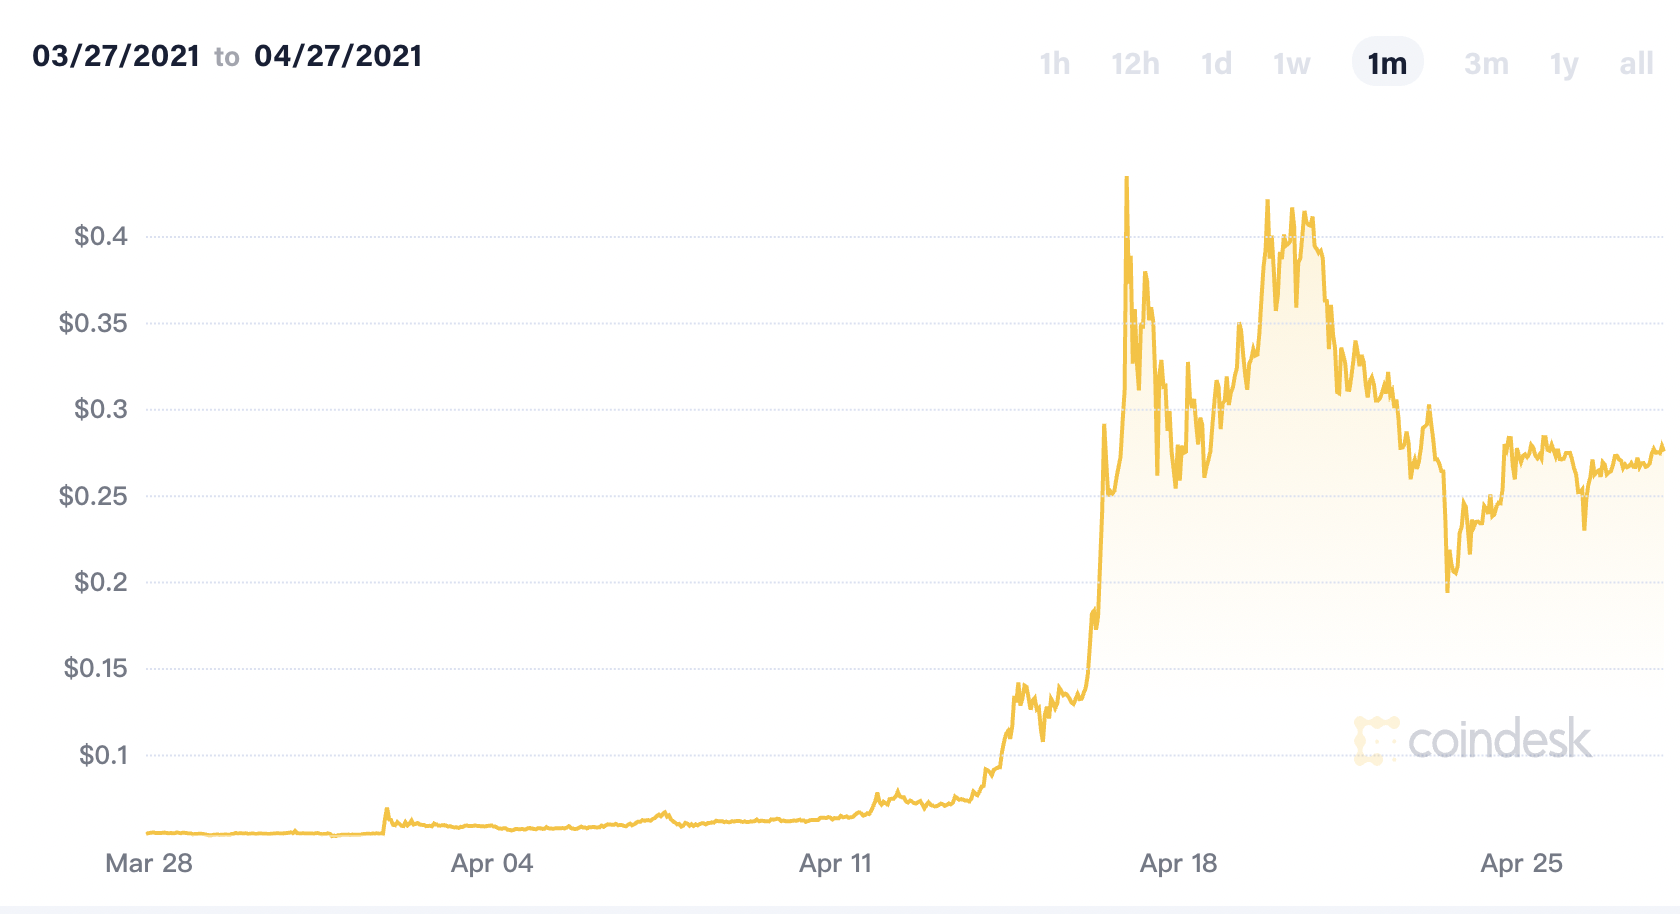 03/27/2021 to 04/27/2021
1h 12h 1d 1w 1m 3m 1y all
$0.4
$0.35
$0.3
$0.25
$0.2
$0.15
$0.1
coindesk
Mar 28 Apr 04 Apr 11 Apr 18 Apr 25